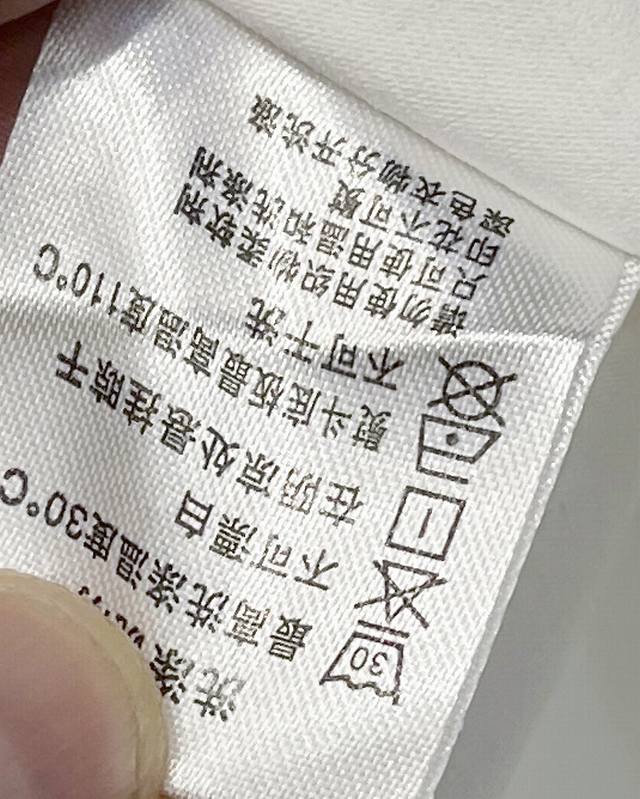 洗涤说明
30
最高洗涤温度30°C
不可漂白
在阴凉处悬挂晾干
熨斗底板最高温度110°C
不可干洗
请勿使用织物柔软剂
只可使用温和洗涤剂
印花不可熨
深色衣物分开洗涤